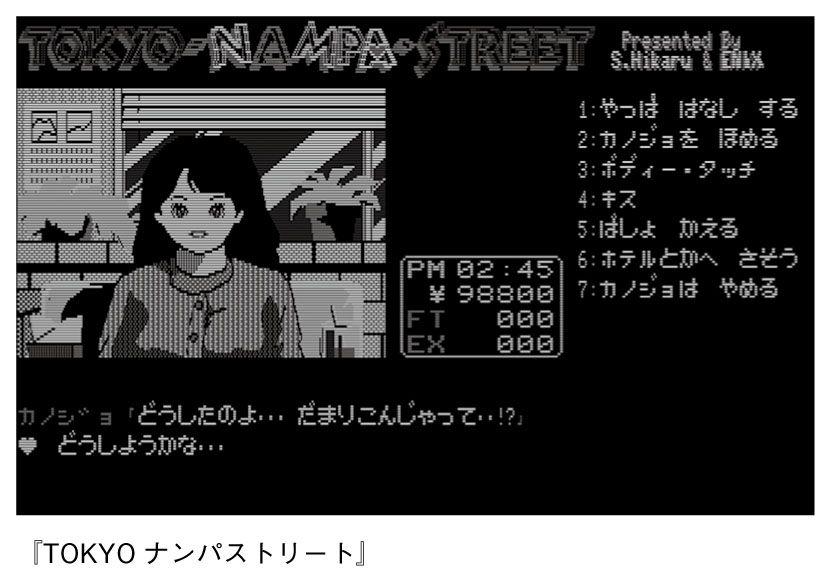 TOKYO-NAMPA-STREET
Presented By
S.Hikaru & ENIX
1:やっぱ はなし する
2:カノジョを ほめる
3:ボディー・タッチ
4:キス
5:ばしょ かえる
6:ホテルとかへ さそう
7:カノジョは やめる
PM 02:45
¥98800
FT 000
EX 000
カノジョ「どうしたのよ… だまりこんじゃって‥!?」
♥ どうしようかな…
『TOKYO ナンパストリート』